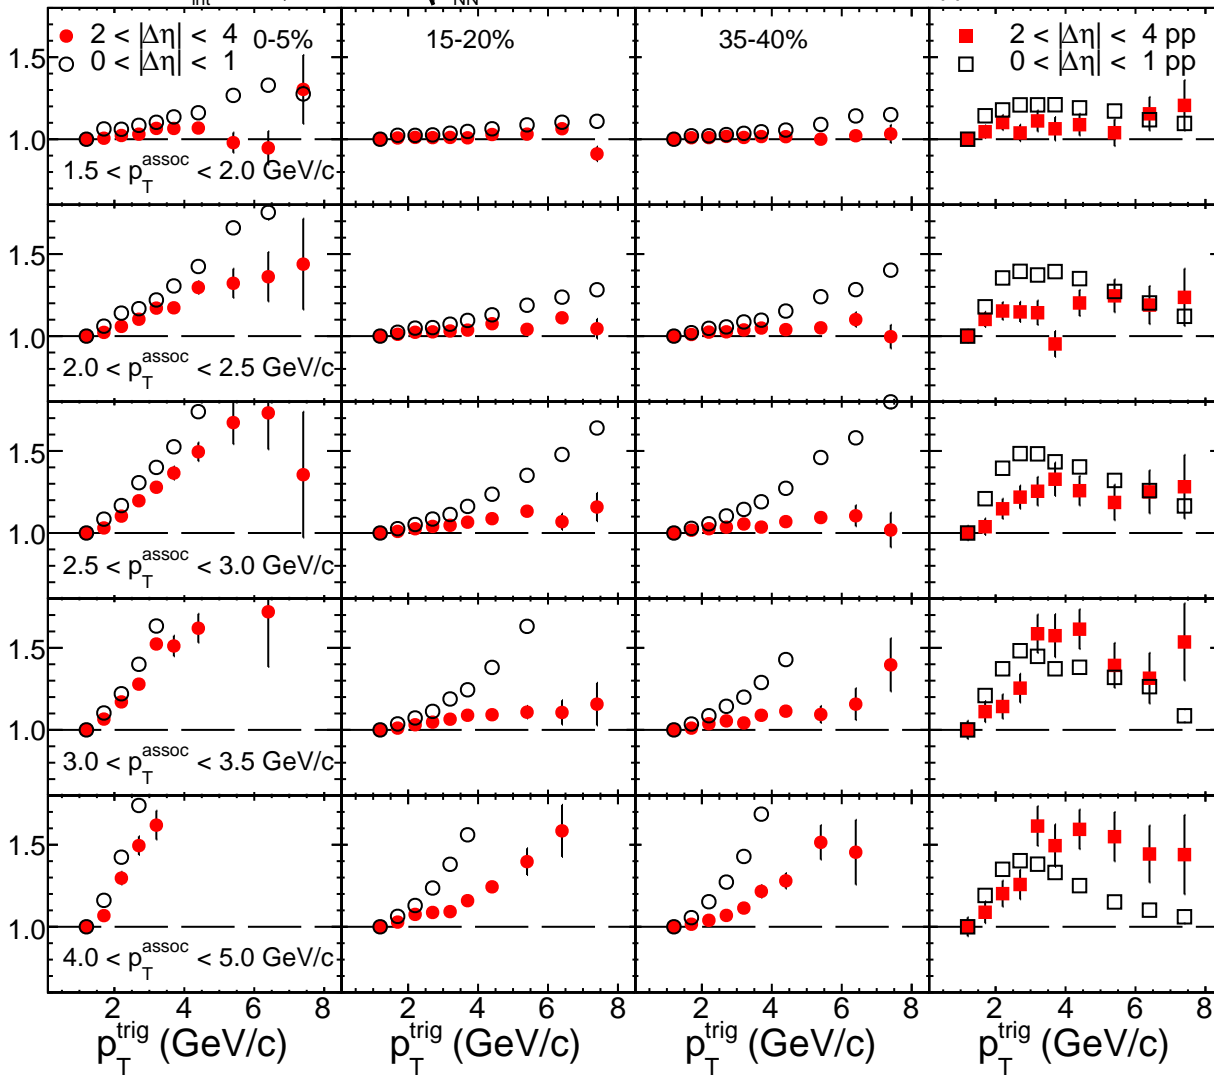 int NN
2 < |Δη| < 4 0-5% 15-20% 35-40% 2 < |Δη| < 4 pp
0 < |Δη| < 1 0 < |Δη| < 1 pp
1.5
1.0
1.5 < p_T^assoc < 2.0 GeV/c
1.5
1.0
2.0 < p_T^assoc < 2.5 GeV/c
1.5
1.0
2.5 < p_T^assoc < 3.0 GeV/c
1.5
1.0
3.0 < p_T^assoc < 3.5 GeV/c
1.5
1.0
4.0 < p_T^assoc < 5.0 GeV/c
2 4 6 8 2 4 6 8 2 4 6 8 2 4 6 8
p_T^trig (GeV/c) p_T^trig (GeV/c) p_T^trig (GeV/c) p_T^trig (GeV/c)